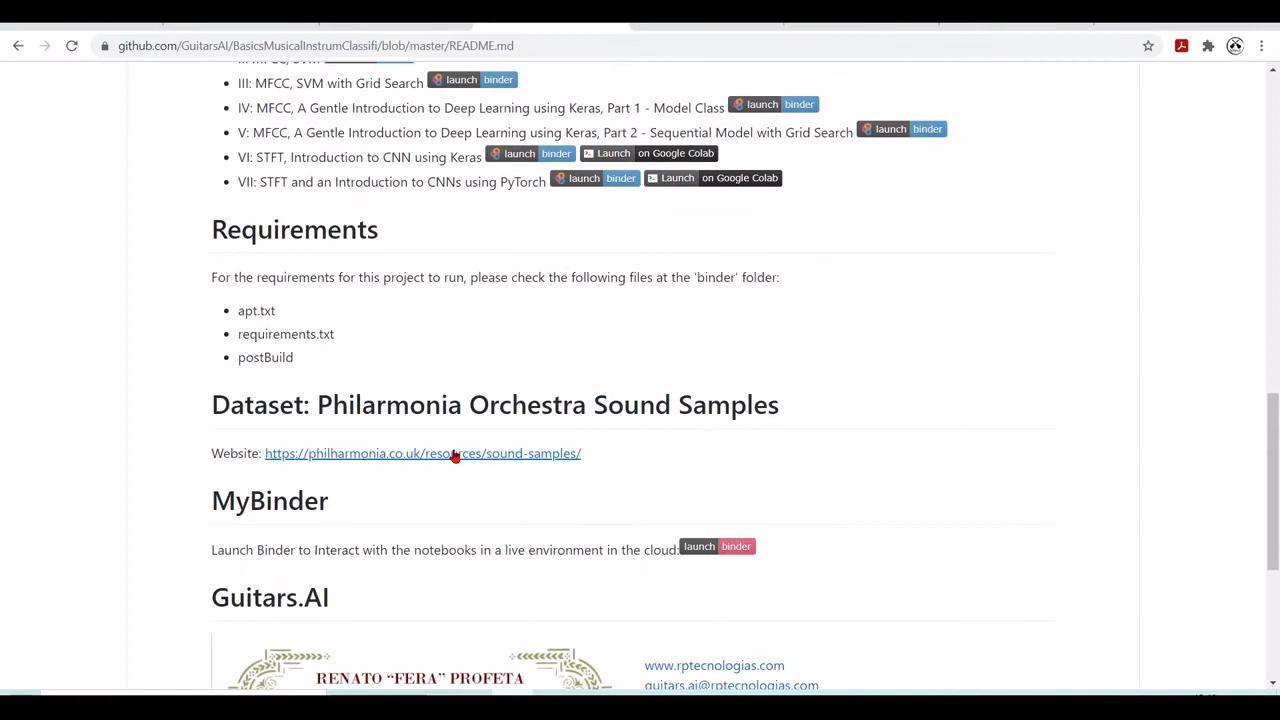 github.com/GuitarsAI/BasicsMusicalInstrumClassifi/blob/master/README.md
III: MFCC, SVM with Grid Search launch binder
IV: MFCC, A Gentle Introduction to Deep Learning using Keras, Part 1 - Model Class launch binder
V: MFCC, A Gentle Introduction to Deep Learning using Keras, Part 2 - Sequential Model with Grid Search launch binder
VI: STFT, Introduction to CNN using Keras launch binder Launch on Google Colab
VII: STFT and an Introduction to CNNs using PyTorch launch binder Launch on Google Colab
Requirements
For the requirements for this project to run, please check the following files at the 'binder' folder:
apt.txt
requirements.txt
postBuild
Dataset: Philarmonia Orchestra Sound Samples
Website: https://philharmonia.co.uk/resources/sound-samples/
MyBinder
Launch Binder to Interact with the notebooks in a live environment in the cloud: launch binder
Guitars.AI
RENATO “FERA” PROFETA
www.rptecnologias.com
guitars.ai@rptecnologias.com